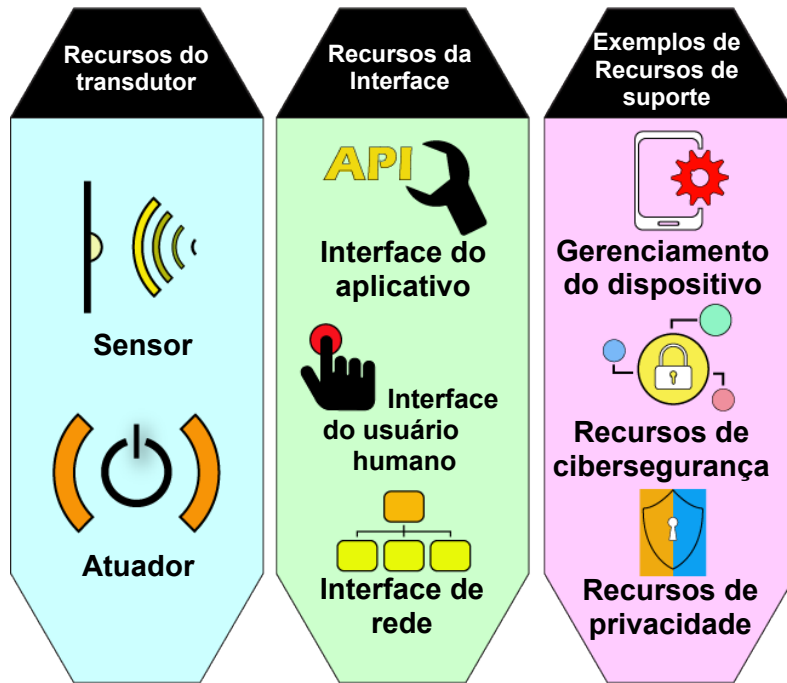 Recursos do
transdutor
Sensor
Atuador
Recursos da
Interface
API
Interface do
aplicativo
Interface
do usuário
humano
Interface de
rede
Exemplos de
Recursos de
suporte
Gerenciamento
do dispositivo
Recursos de
cibersegurança
Recursos de
privacidade